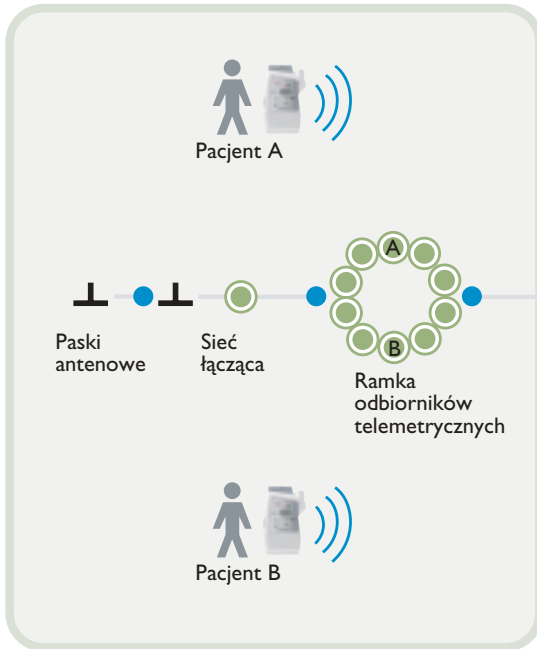 Pacjent A
A
B
Paski
antenowe
Sieć
łącząca
Ramka
odbiorników
telemetrycznych
Pacjent B